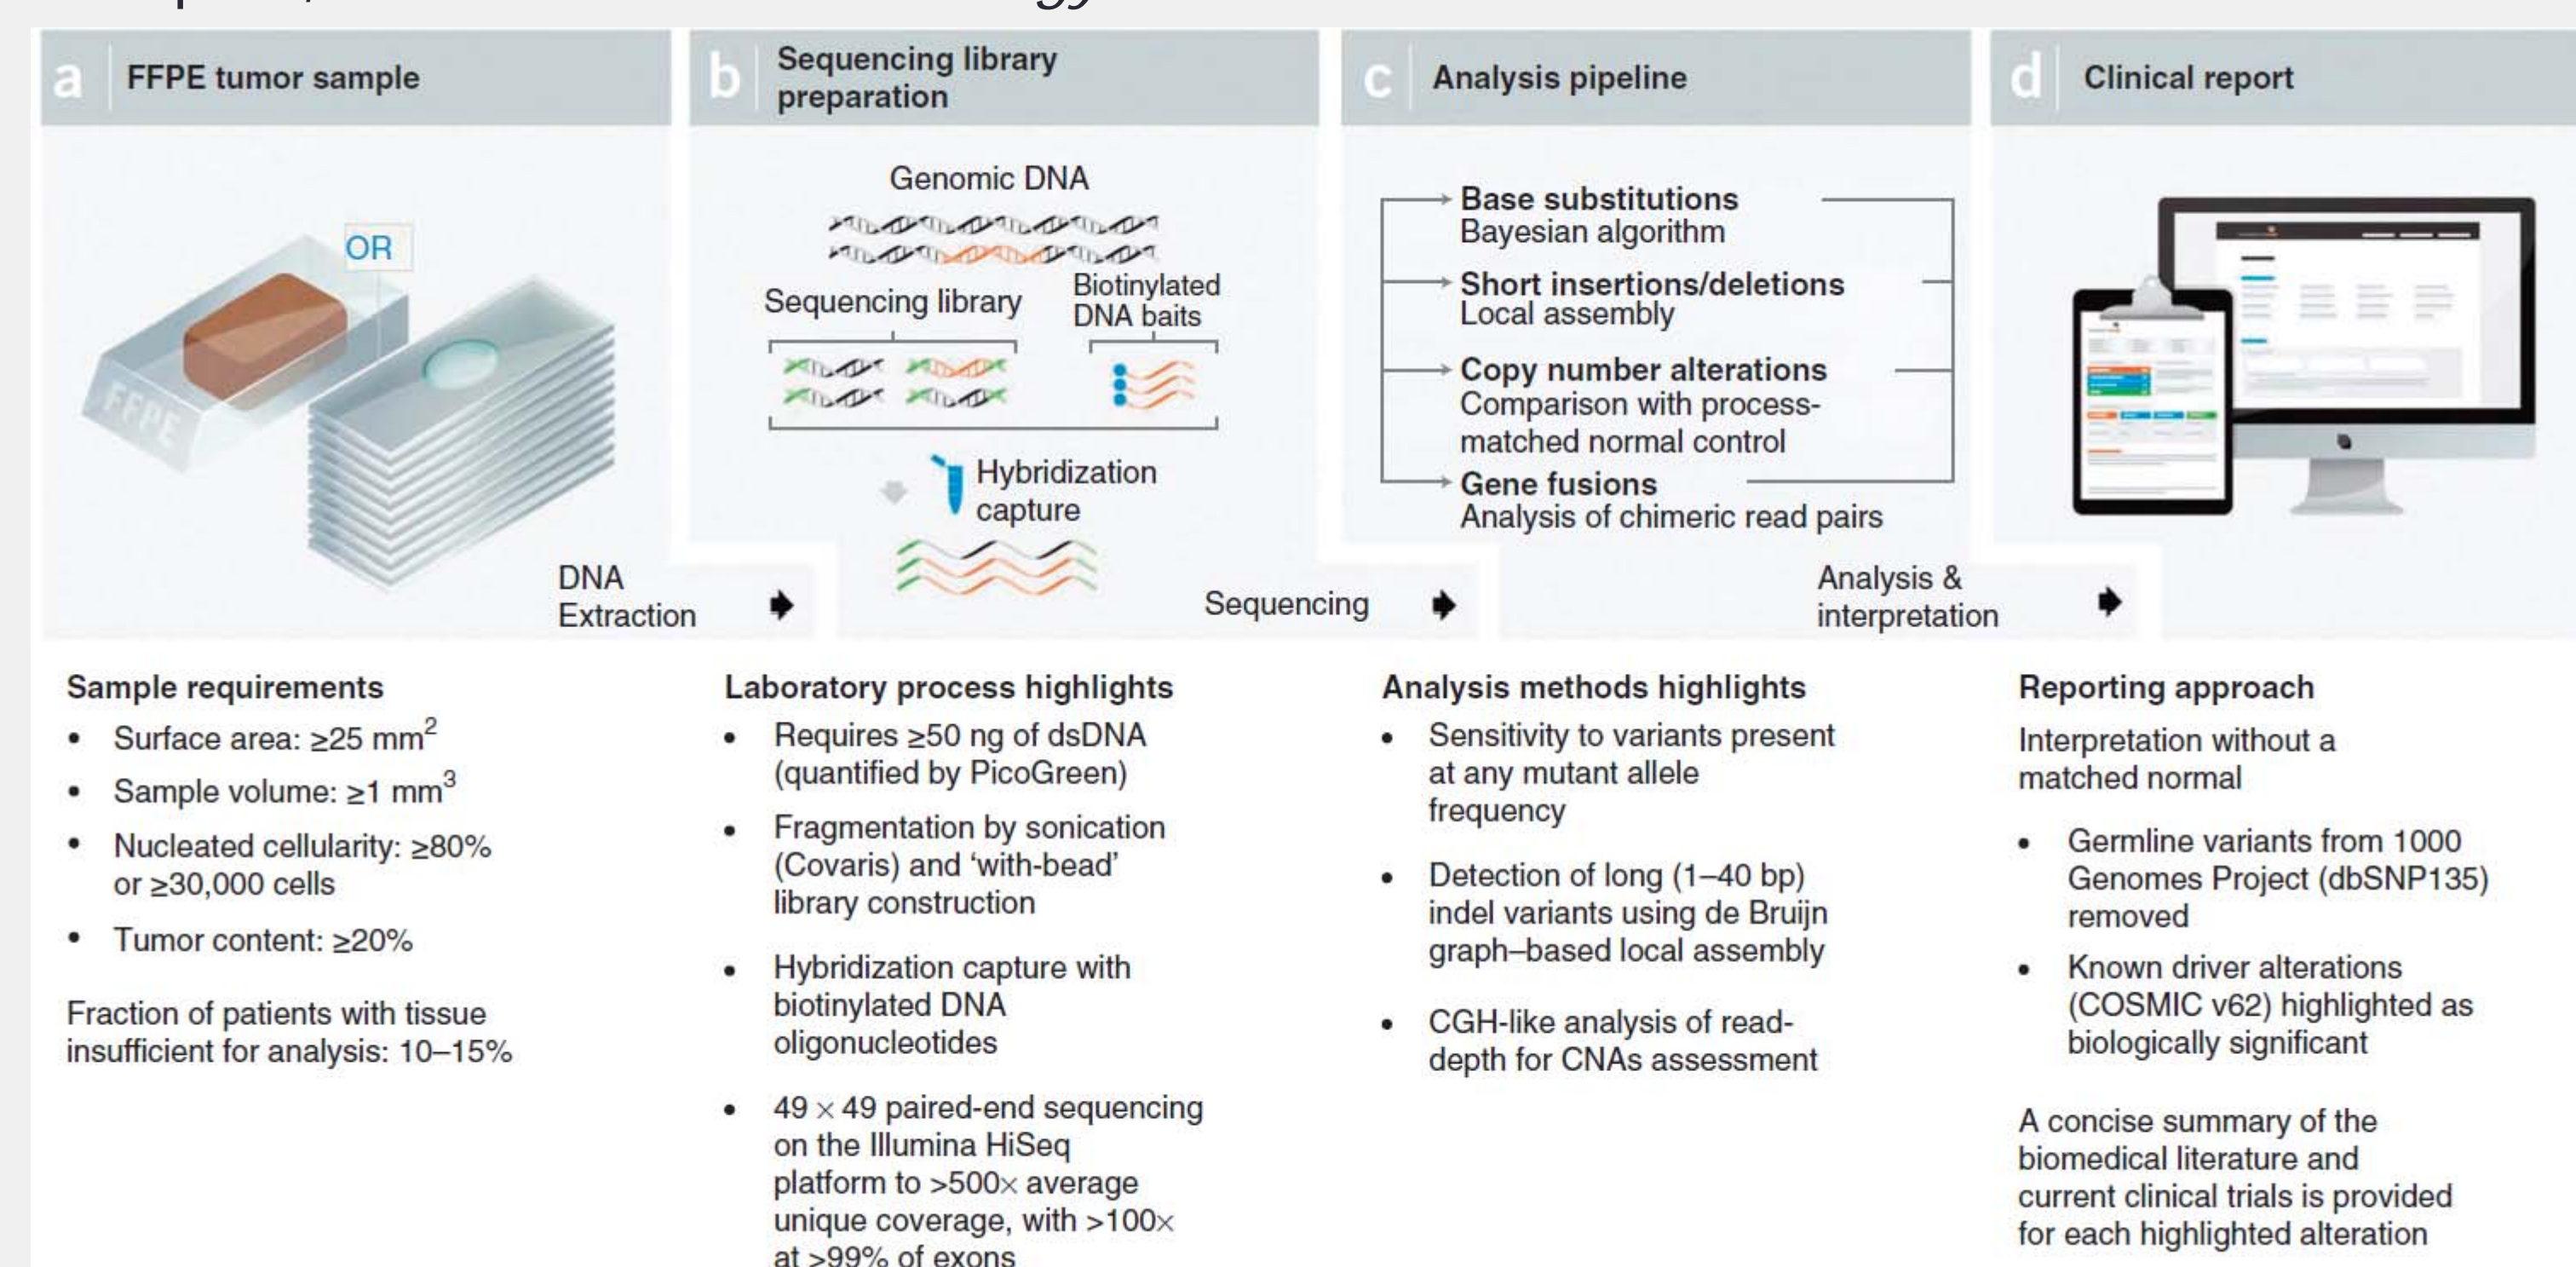 a
FFPE tumor sample
OR
FFPE
DNA
Extraction
Sample requirements
• Surface area: ≥25 mm²
• Sample volume: ≥1 mm³
• Nucleated cellularity: ≥80%
or ≥30,000 cells
• Tumor content: ≥20%
Fraction of patients with tissue
insufficient for analysis: 10–15%
b
Sequencing library
preparation
Genomic DNA
Sequencing library
Biotinylated
DNA baits
Hybridization
capture
Sequencing
Laboratory process highlights
• Requires ≥50 ng of dsDNA
(quantified by PicoGreen)
• Fragmentation by sonication
(Covaris) and ‘with-bead’
library construction
• Hybridization capture with
biotinylated DNA
oligonucleotides
• 49 × 49 paired-end sequencing
on the Illumina HiSeq
platform to >500× average
unique coverage, with >100×
at >99% of exons
c
Analysis pipeline
Base substitutions
Bayesian algorithm
Short insertions/deletions
Local assembly
Copy number alterations
Comparison with process-
matched normal control
Gene fusions
Analysis of chimeric read pairs
Analysis &
interpretation
Analysis methods highlights
• Sensitivity to variants present
at any mutant allele
frequency
• Detection of long (1–40 bp)
indel variants using de Bruijn
graph–based local assembly
• CGH-like analysis of read-
depth for CNAs assessment
d
Clinical report
Reporting approach
Interpretation without a
matched normal
• Germline variants from 1000
Genomes Project (dbSNP135)
removed
• Known driver alterations
(COSMIC v62) highlighted as
biologically significant
A concise summary of the
biomedical literature and
current clinical trials is provided
for each highlighted alteration